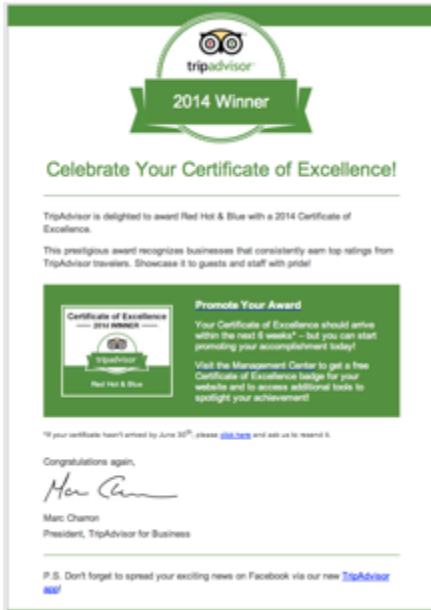 tripadvisor
2014 Winner
Celebrate Your Certificate of Excellence!
TripAdvisor is delighted to award Red Hot & Blue with a 2014 Certificate of
Excellence.
This prestigious award recognizes businesses that consistently earn top ratings from
TripAdvisor travelers. Showcase it to guests and staff with pride!
Certificate of Excellence
2014 WINNER
tripadvisor
Red Hot & Blue
Promote Your Award
Your Certificate of Excellence should arrive
within the next 6 weeks* – but you can start
promoting your accomplishment today!
Visit the Management Center to get a free
Certificate of Excellence badge for your
website and to access additional tools to
spotlight your achievement!
*If your certificate hasn't arrived by June 30th, please click here and ask us to resend it.
Congratulations again,
Marc Charron
President, TripAdvisor for Business
P.S. Don't forget to spread your exciting news on Facebook via our new TripAdvisor
app!